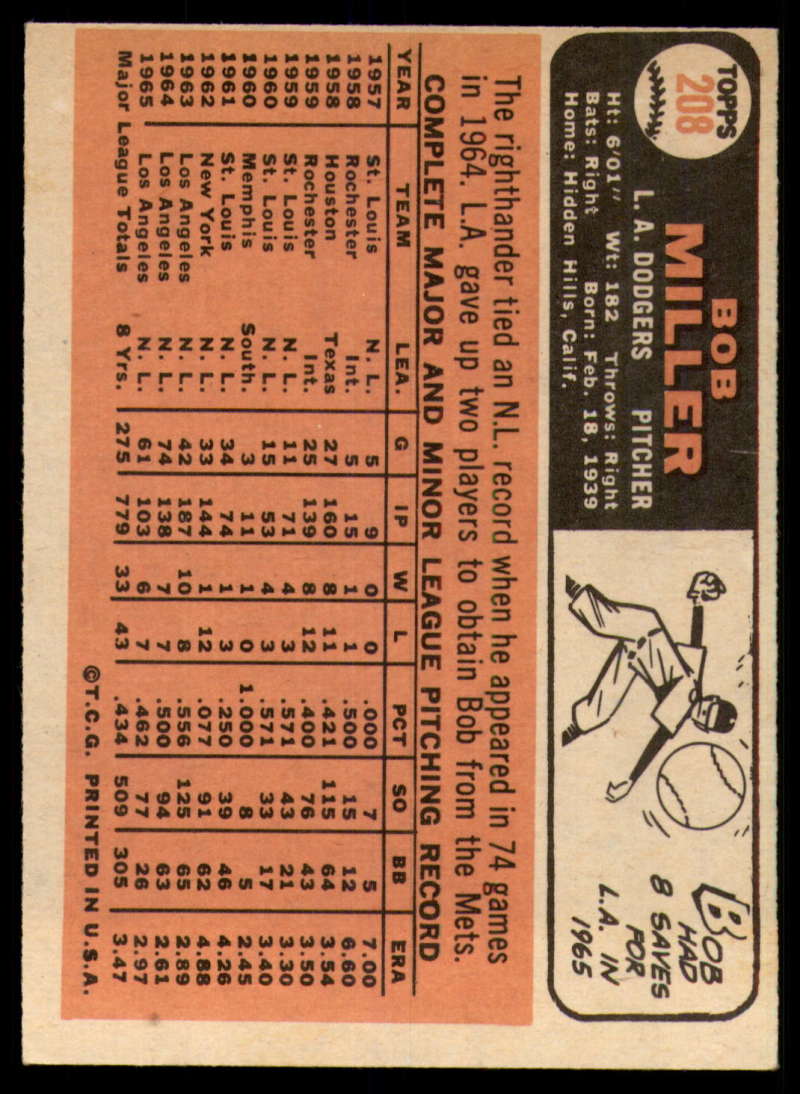 TOPPS
208
BOB
MILLER
L. A. DODGERS PITCHER
Ht: 6'01" Wt: 182 Throws: Right
Bats: Right Born: Feb. 18, 1939
Home: Hidden Hills, Calif.
BOB
HAD
8 SAVES
FOR
L.A. IN
1965
The righthander tied an N.L. record when he appeared in 74 games
in 1964. L.A. gave up two players to obtain Bob from the Mets.
COMPLETE MAJOR AND MINOR LEAGUE PITCHING RECORD
YEAR TEAM LEA. G IP W L PCT SO BB ERA
1957 St. Louis N. L. 5 9 0 0 .000 7 5 7.00
1958 Rochester Int. 5 15 1 1 .500 15 12 6.60
1958 Houston Texas 27 160 8 11 .421 115 64 3.54
1959 Rochester Int. 25 139 8 12 .400 76 43 3.50
1959 St. Louis N. L. 11 71 4 3 .571 43 21 3.30
1960 St. Louis N. L. 15 53 4 3 .571 33 17 3.40
1960 Memphis South. 3 11 1 0 1.000 8 5 2.45
1961 St. Louis N. L. 34 74 1 3 .250 39 46 4.26
1962 New York N. L. 33 144 1 12 .077 91 62 4.88
1963 Los Angeles N. L. 42 187 10 8 .556 125 65 2.89
1964 Los Angeles N. L. 74 138 7 7 .500 94 63 2.61
1965 Los Angeles N. L. 61 103 6 7 .462 77 26 2.97
Major League Totals 8 Yrs. 275 779 33 43 .434 509 305 3.47
©T.C.G. PRINTED IN U.S.A.